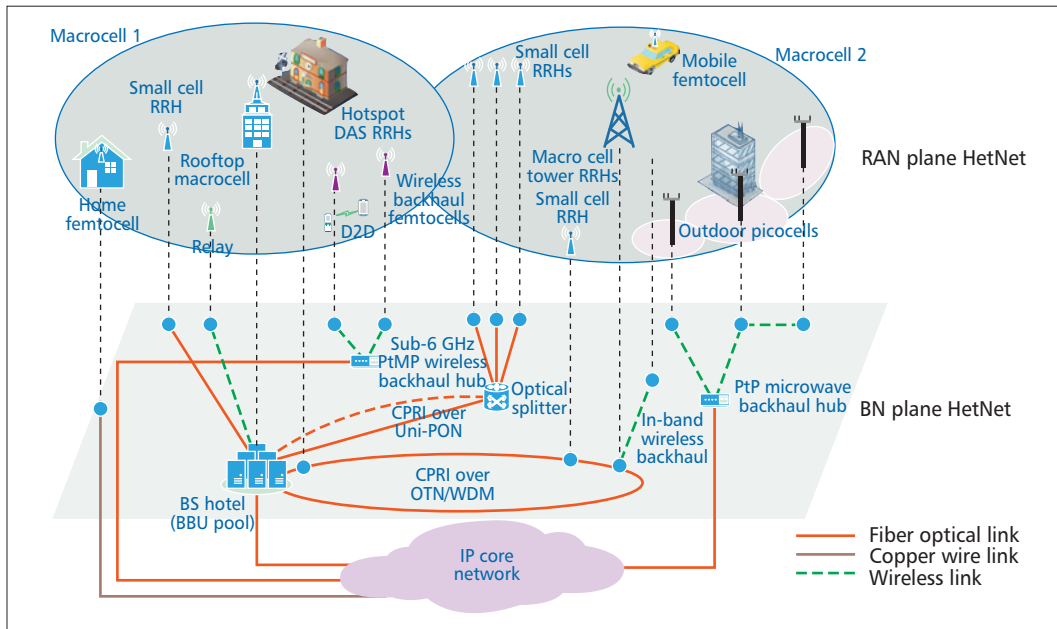 Macrocell 1
Small cell
RRH
Rooftop
macrocell
Home
femtocell
Relay
Hotspot
DAS RRHs
Wireless
backhaul
femtocells
D2D
Small cell
RRHs
Mobile
femtocell
Macrocell 2
Macro cell
tower RRHs
Small cell
RRH
Outdoor picocells
RAN plane HetNet
Sub-6 GHz
PtMP wireless
backhaul hub
Optical
splitter
CPRI over
Uni-PON
In-band
wireless
backhaul
PtP microwave
backhaul hub
BN plane HetNet
CPRI over
OTN/WDM
BS hotel
(BBU pool)
IP core
network
Fiber optical link
Copper wire link
Wireless link